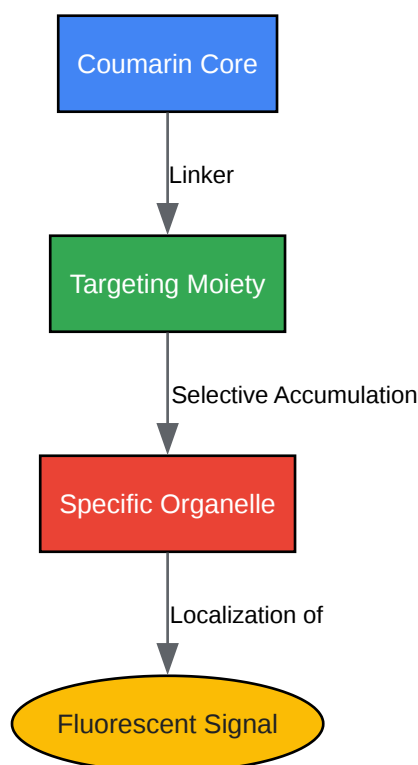 Coumarin Core
Linker
Targeting Moiety
Selective Accumulation
Specific Organelle
Localization of
Fluorescent Signal